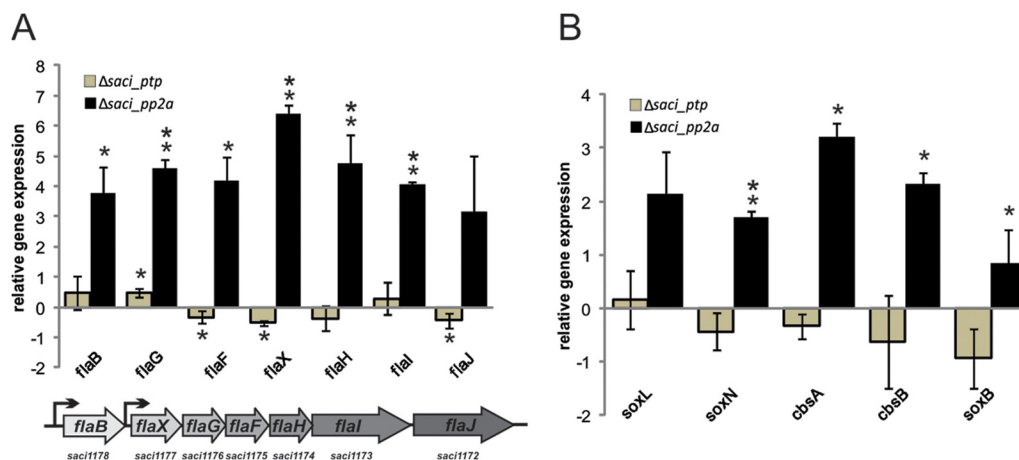 A
8
7
6
5
4
3
2
1
0
-1
-2
relative gene expression
Δsaci_ptp
Δsaci_pp2a
*
* *
*
* *
* *
* *
*
*
*
*
flaB
flaG
flaF
flaX
flaH
flaI
flaJ
flaB flaX flaG flaF flaH flaI flaJ
saci1178 saci1177 saci1176 saci1175 saci1174 saci1173 saci1172
B
4
3
2
1
0
-1
-2
relative gene expression
Δsaci_ptp
Δsaci_pp2a
* *
*
*
*
soxL
soxN
cbsA
cbsB
soxB